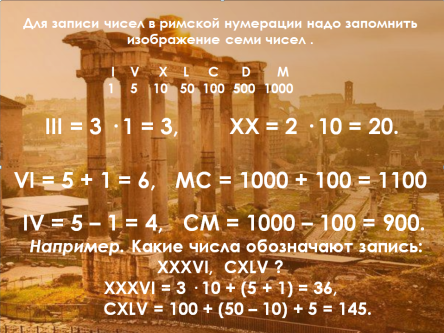 Для записи чисел в римской нумерации надо запомнить
изображение семи чисел .
I V X L C D M
1 5 10 50 100 500 1000
III = 3 · 1 = 3, XX = 2 · 10 = 20.
VI = 5 + 1 = 6, MC = 1000 + 100 = 1100
IV = 5 – 1 = 4, CM = 1000 – 100 = 900.
Например. Какие числа обозначают запись:
XXXVI, CXLV ?
XXXVI = 3 · 10 + (5 + 1) = 36,
CXLV = 100 + (50 – 10) + 5 = 145.